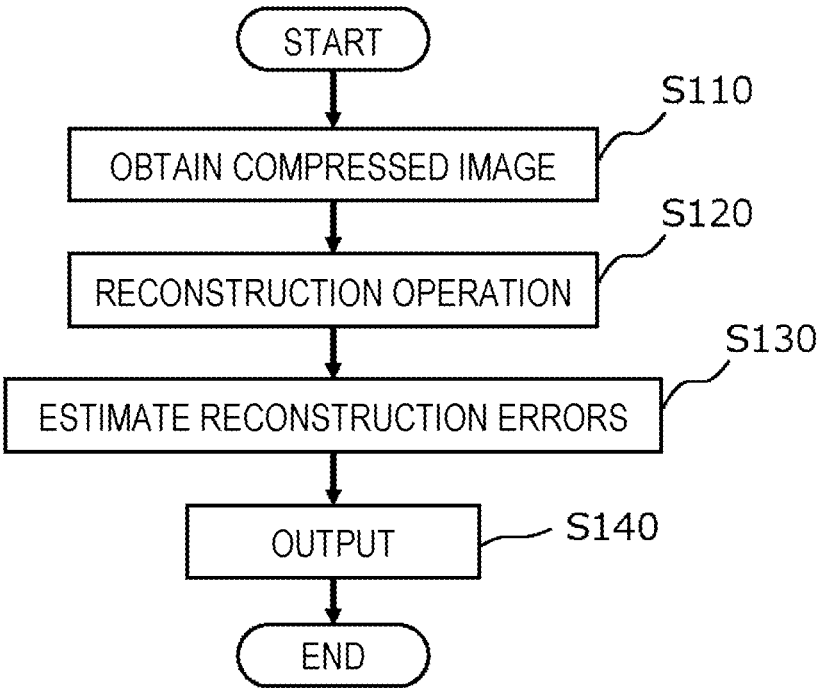 START
S110
OBTAIN COMPRESSED IMAGE
S120
RECONSTRUCTION OPERATION
S130
ESTIMATE RECONSTRUCTION ERRORS
S140
OUTPUT
END